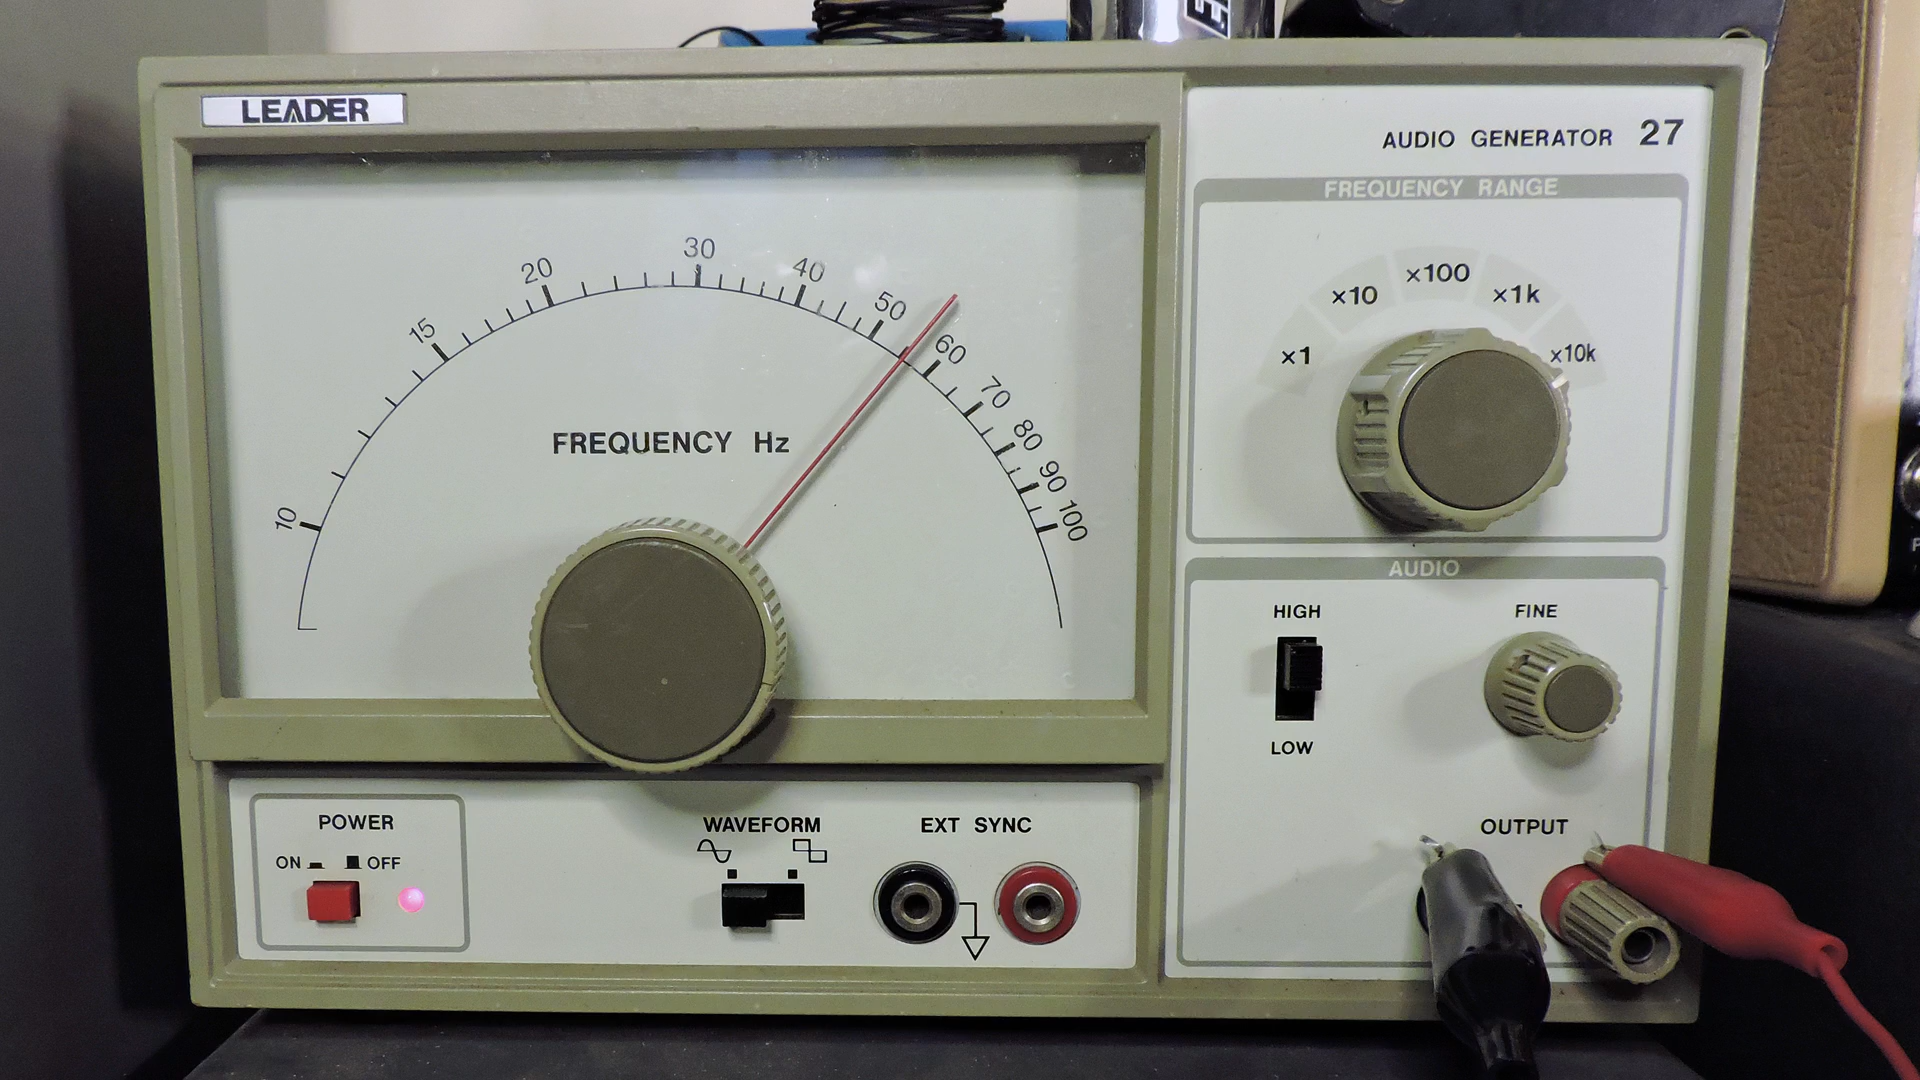 LEADER
AUDIO GENERATOR 27
FREQUENCY RANGE
×1 ×10 ×100 ×1k ×10k
10 15 20 30 40 50 60 70 80 90 100
FREQUENCY Hz
AUDIO
HIGH
LOW
FINE
OUTPUT
POWER
ON OFF
WAVEFORM
EXT SYNC